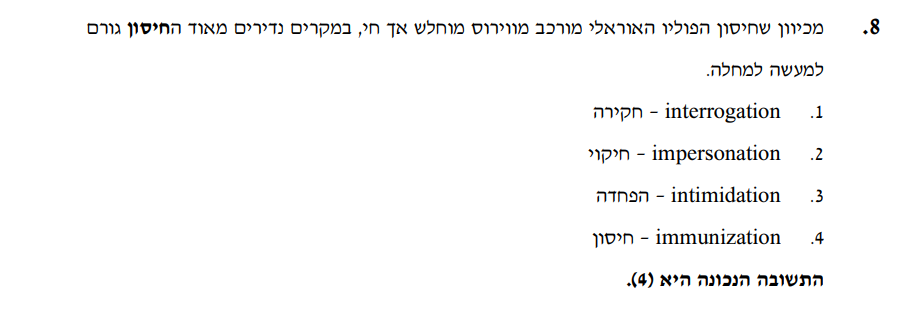 8. מכיוון שחיסון הפוליו האוראלי מורכב מווירוס מוחלש אך חי, במקרים נדירים מאוד החיסון גורם
למעשה למחלה.
1. interrogation – חקירה
2. impersonation – חיקוי
3. intimidation – הפחדה
4. immunization – חיסון
התשובה הנכונה היא (4).